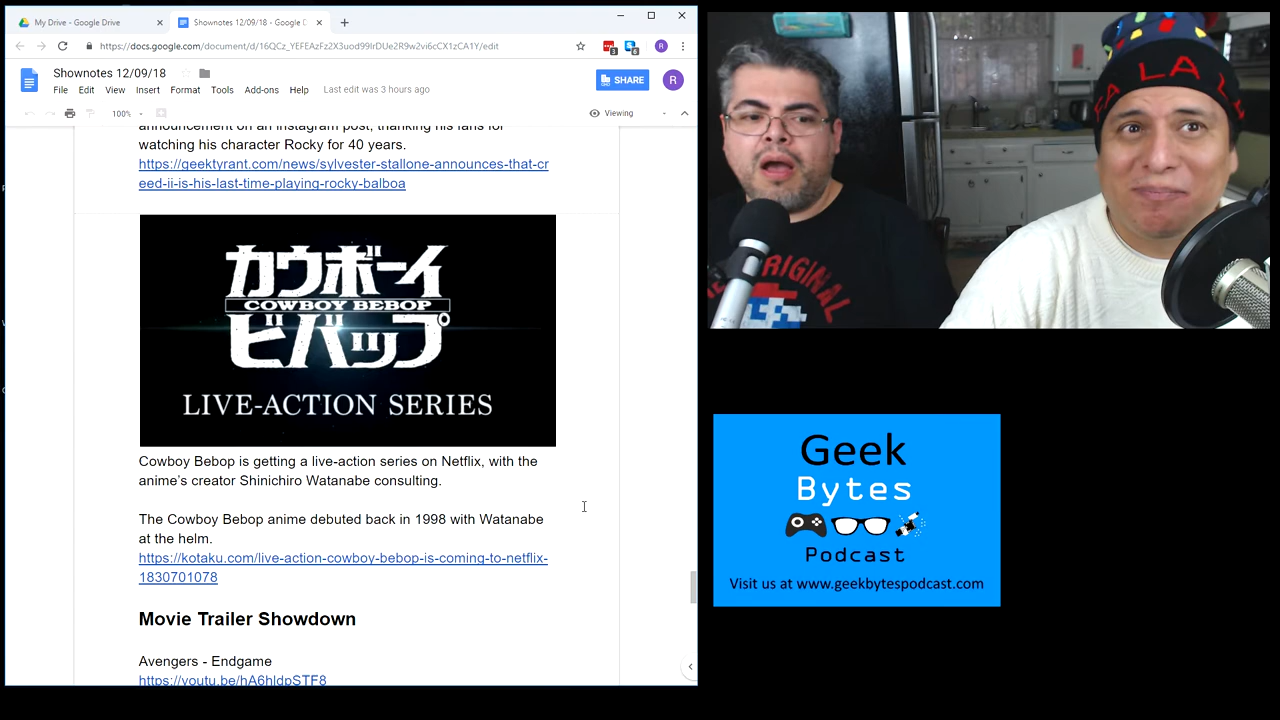 My Drive - Google Drive
Shownotes 12/09/18 - Google D
https://docs.google.com/document/d/16QCz_YEFEAzFz2X3uod99IrDUe2R9w2vi6cCX1zCA1Y/edit
Shownotes 12/09/18
File Edit View Insert Format Tools Add-ons Help Last edit was 3 hours ago
SHARE
R
100%
Viewing
announcement on an Instagram post, thanking his fans for
watching his character Rocky for 40 years.
https://geektyrant.com/news/sylvester-stallone-announces-that-cr
eed-ii-is-his-last-time-playing-rocky-balboa
カウボーイ
COWBOY BEBOP
ビバップ
LIVE-ACTION SERIES
Cowboy Bebop is getting a live-action series on Netflix, with the
anime's creator Shinichiro Watanabe consulting.
The Cowboy Bebop anime debuted back in 1998 with Watanabe
at the helm.
https://kotaku.com/live-action-cowboy-bebop-is-coming-to-netflix-
1830701078
Movie Trailer Showdown
Avengers - Endgame
https://youtu.be/hA6hldpSTF8
FA LA L
ORIGINAL
Geek
Bytes
Podcast
Visit us at www.geekbytespodcast.com